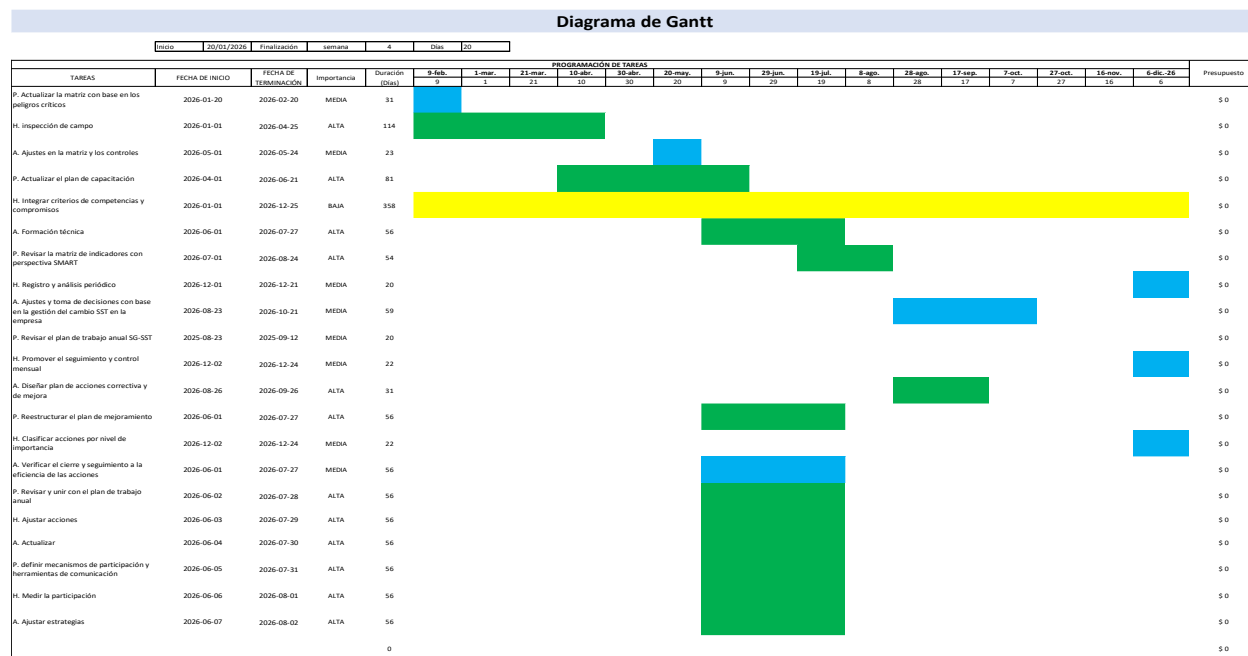 Diagrama de Gantt
Inicio 20/01/2026 Finalización semana 4 Días 20
PROGRAMACIÓN DE TAREAS
TAREAS FECHA DE INICIO FECHA DE TERMINACIÓN Importancia Duración (Días) 9-feb. 1-mar. 21-mar. 10-abr. 30-abr. 20-may. 9-jun. 29-jun. 19-jul. 8-ago. 28-ago. 17-sep. 7-oct. 27-oct. 16-nov. 6-dic.-26 Presupuesto
9 1 21 10 30 20 9 29 19 8 28 17 7 27 16 6
P. Actualizar la matriz con base en los
peligros críticos
2026-01-20 2026-02-20 MEDIA 31 $ 0
H. inspección de campo 2026-01-01 2026-04-25 ALTA 114 $ 0
A. Ajustes en la matriz y los controles 2026-05-01 2026-05-24 MEDIA 23 $ 0
P. Actualizar el plan de capacitación 2026-04-01 2026-06-21 ALTA 81 $ 0
H. Integrar criterios de competencias y
compromisos
2026-01-01 2026-12-25 BAJA 358 $ 0
A. Formación técnica 2026-06-01 2026-07-27 ALTA 56 $ 0
P. Revisar la matriz de indicadores con
perspectiva SMART
2026-07-01 2026-08-24 ALTA 54 $ 0
H. Registro y análisis periódico 2026-12-01 2026-12-21 MEDIA 20 $ 0
A. Ajustes y toma de decisiones con base
en la gestión del cambio SST en la
empresa
2026-08-23 2026-10-21 MEDIA 59 $ 0
P. Revisar el plan de trabajo anual SG-SST 2025-08-23 2025-09-12 MEDIA 20 $ 0
H. Promover el seguimiento y control
mensual
2026-12-02 2026-12-24 MEDIA 22 $ 0
A. Diseñar plan de acciones correctiva y
de mejora
2026-08-26 2026-09-26 ALTA 31 $ 0
P. Reestructurar el plan de mejoramiento 2026-06-01 2026-07-27 ALTA 56 $ 0
H. Clasificar acciones por nivel de
importancia
2026-12-02 2026-12-24 MEDIA 22 $ 0
A. Verificar el cierre y seguimiento a la
eficiencia de las acciones
2026-06-01 2026-07-27 MEDIA 56 $ 0
P. Revisar y unir con el plan de trabajo
anual
2026-06-02 2026-07-28 ALTA 56 $ 0
H. Ajustar acciones 2026-06-03 2026-07-29 ALTA 56 $ 0
A. Actualizar 2026-06-04 2026-07-30 ALTA 56 $ 0
P. definir mecanismos de participación y
herramientas de comunicación
2026-06-05 2026-07-31 ALTA 56 $ 0
H. Medir la participación 2026-06-06 2026-08-01 ALTA 56 $ 0
A. Ajustar estrategias 2026-06-07 2026-08-02 ALTA 56 $ 0
0 $ 0